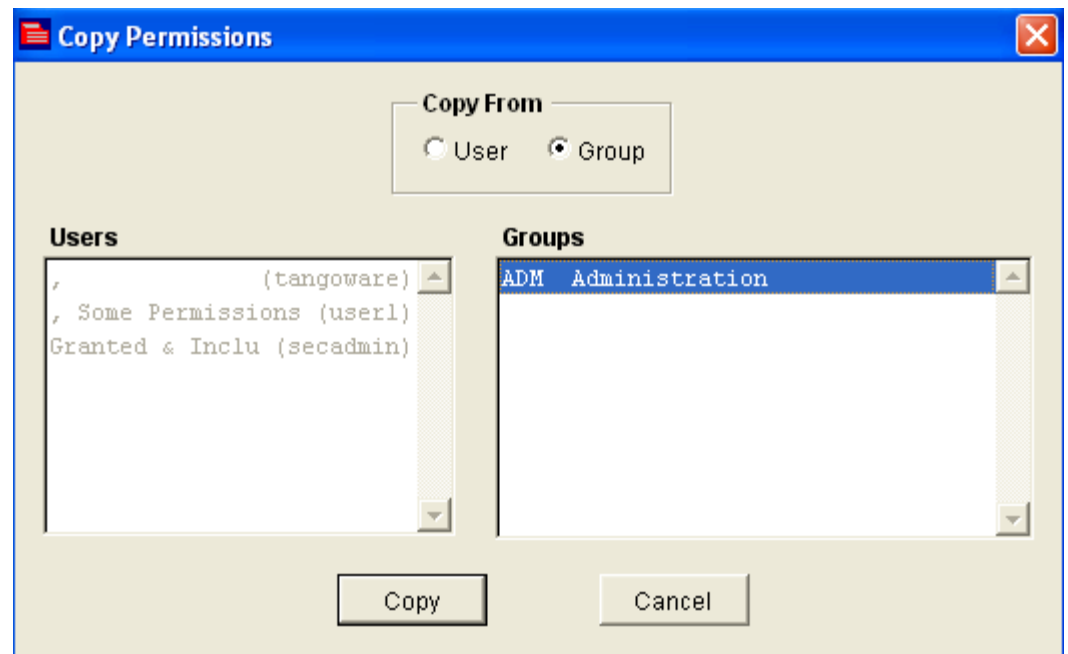 Copy Permissions
Copy From
User Group
Users
, (tangoware)
, Some Permissions (user1)
Granted & Inclu (secadmin)
Groups
ADM Administration
Copy Cancel